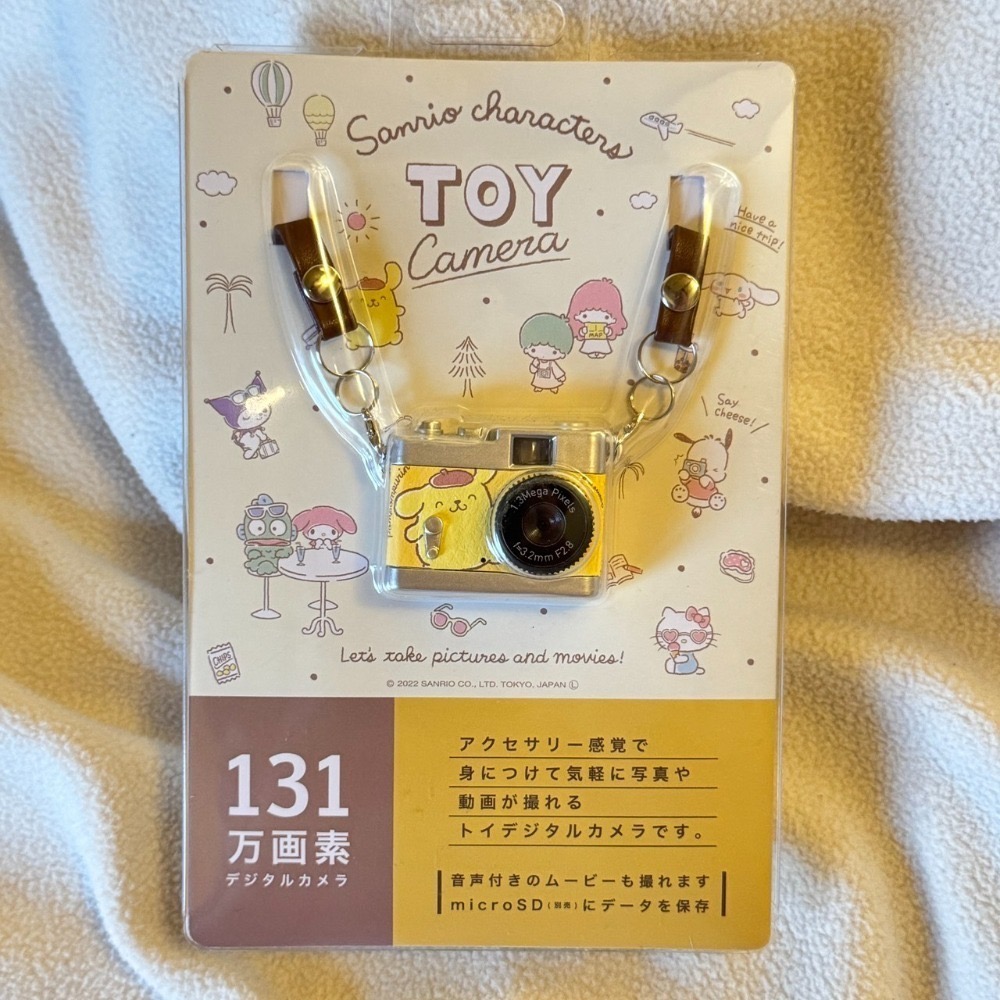 Sanrio characters
TOY
Camera
Have a
nice trip!
MAP
Say
cheese!
1.3Mega Pixels
f=3.2mm F2.8
CHIPS
Let's take pictures and movies!
© 2022 SANRIO CO., LTD. TOKYO, JAPAN Ⓛ
131
万画素
デジタルカメラ
アクセサリー感覚で
身につけて気軽に写真や
動画が撮れる
トイデジタルカメラです。
音声付きのムービーも撮れます
microSD(別売)にデータを保存